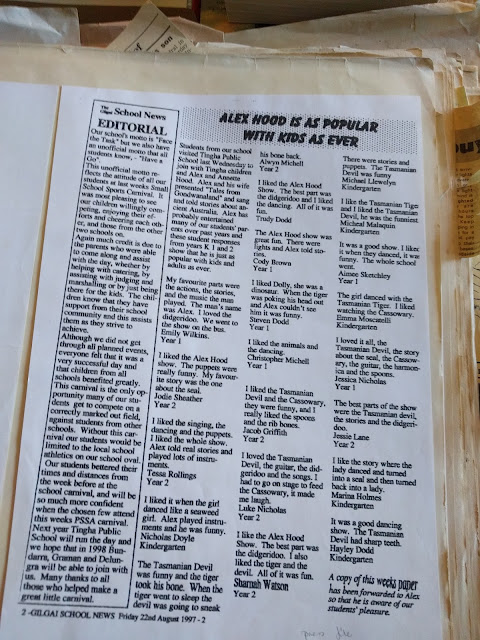 The Gilgai School News
EDITORIAL
Our school's motto is "Face
the Task" but we also have
an unofficial motto that all
students know, - "Have a
Go".
This unofficial motto re-
flects the attitude of all our
students at last weeks Small
School Sports Carnival. It
was most pleasing to see
our children willingly com-
peting, enjoying their ef-
forts and cheering each oth-
er, and those from the other
two schools on.
Again much credit is due to
the parents who were able
to come along and assist
with the day, whether by
helping with catering, by
assisting with judging and
marshalling or by just being
there for the kids. The chil-
dren know that they have
support from their school
community and this assists
them as they strive to
achieve.
Although we did not get
through all planned events,
everyone felt that it was a
very successful day and
that children from all
schools benefited greatly.
This carnival is the only op-
portunity many of our stu-
dents get to compete on a
correctly marked out field,
against students from other
schools. Without this car-
nival our students would be
limited to the local school
athletics on our school oval.
Our students bettered their
times and distances from
the week before at the
school carnival, and will be
so much more confident
when the chosen few attend
this weeks PSSA carnival.
Next year Tingha Public
School will run the day and
we hope that in 1998 Bun-
darra, Graman and Delun-
gra will be able to join with
us. Many thanks to all
those who helped make a
great little carnival.
ALEX HOOD IS AS POPULAR
WITH KIDS AS EVER
Students from our school
visited Tingha Public
School last Wednesday to
join with Tingha children
and Alex and Annette
Hood. Alex and his wife
presented "Tales from
Gondwanaland" and sang
and told stories about an-
cient Australia. Alex has
probably entertained
many of our students' par-
ents over past years and
these student responses
from years K 1 and 2
show that he is just as
popular with kids and
adults as ever.
My favourite parts were
the actions, the stories,
and the music the man
played. The man's name
was Alex. I loved the
didgeridoo. We went to
the show on the bus.
Emily Wilkins.
Year 1
I liked the Alex Hood
show. The puppets were
really funny. My favour-
ite story was the one
about the seal.
Jodie Sheather
Year 2
I liked the singing, the
dancing and the puppets.
I liked the whole show.
Alex told real stories and
played lots of instru-
ments.
Tessa Rollings
Year 2
I liked it when the girl
danced like a seaweed
girl. Alex played instru-
ments and he was funny.
Nicholas Doyle
Kindergarten
The Tasmanian Devil
was funny and the tiger
took his bone. When the
tiger went to sleep the
devil was going to sneak
his bone back.
Alwyn Michell
Year 2
I liked the Alex Hood
Show. The best part was
the didgeridoo and I liked
the dancing. All of it was
fun.
Trudy Dodd
The Alex Hood show was
great fun. There were
lights and Alex told sto-
ries.
Cody Brown
Year 1
I liked Dolly, she was a
dinosaur. When the tiger
was poking his head out
and Alex couldn't see
him it was funny.
Steven Dodd
Year 1
I liked the animals and
the dancing.
Christopher Michell
Year 1
I liked the Tasmanian
Devil and the Cassowary,
they were funny, and I
really liked the spoons
and the rib bones.
Jacob Griffith
Year 2
I loved the Tasmanian
Devil, the guitar, the did-
geridoo and the songs. I
had to go on stage to feed
the Cassowary, it made
me laugh.
Luke Nicholas
Year 2
I like the Alex Hood
Show. The best part was
the didgeridoo. I also
liked the tiger and the
devil. All of it was fun.
Shannah Watson
Year 2
There were stories and
puppets. The Tasmanian
Devil was funny
Michael Llewelyn
Kindergarten
I like the Tasmanian Tiger
and I liked the Tasmanian
Devil, he was the funniest
Micheal Malaquin
Kindergarten
It was a good show. I liked
it when they danced, it was
funny. The whole school
went.
Aimee Sketchley
Year 1
The girl danced with the
Tasmanian Tiger. I liked
watching the Cassowary.
Emma Moscatelli
Kindergarten
I loved it all, the
Tasmanian Devil, the story
about the seal, the Cassow-
ary, the guitar, the harmon-
ica and the spoons.
Jessica Nicholas
Year 1
The best parts of the show
were the Tasmanian devil,
the stories and the didgeri-
doo.
Jessie Lane
Year 2
I like the story where the
lady danced and turned
into a seal and then turned
back into a lady.
Marina Holmes
Kindergarten
It was a good dancing
show. The Tasmanian
Devil had sharp teeth.
Hayley Dodd
Kindergarten
A copy of this weeks paper
has been forwarded to Alex
so that he is aware of our
students' pleasure.
2 -GILGAI SCHOOL NEWS Friday 22nd August 1997 - 2